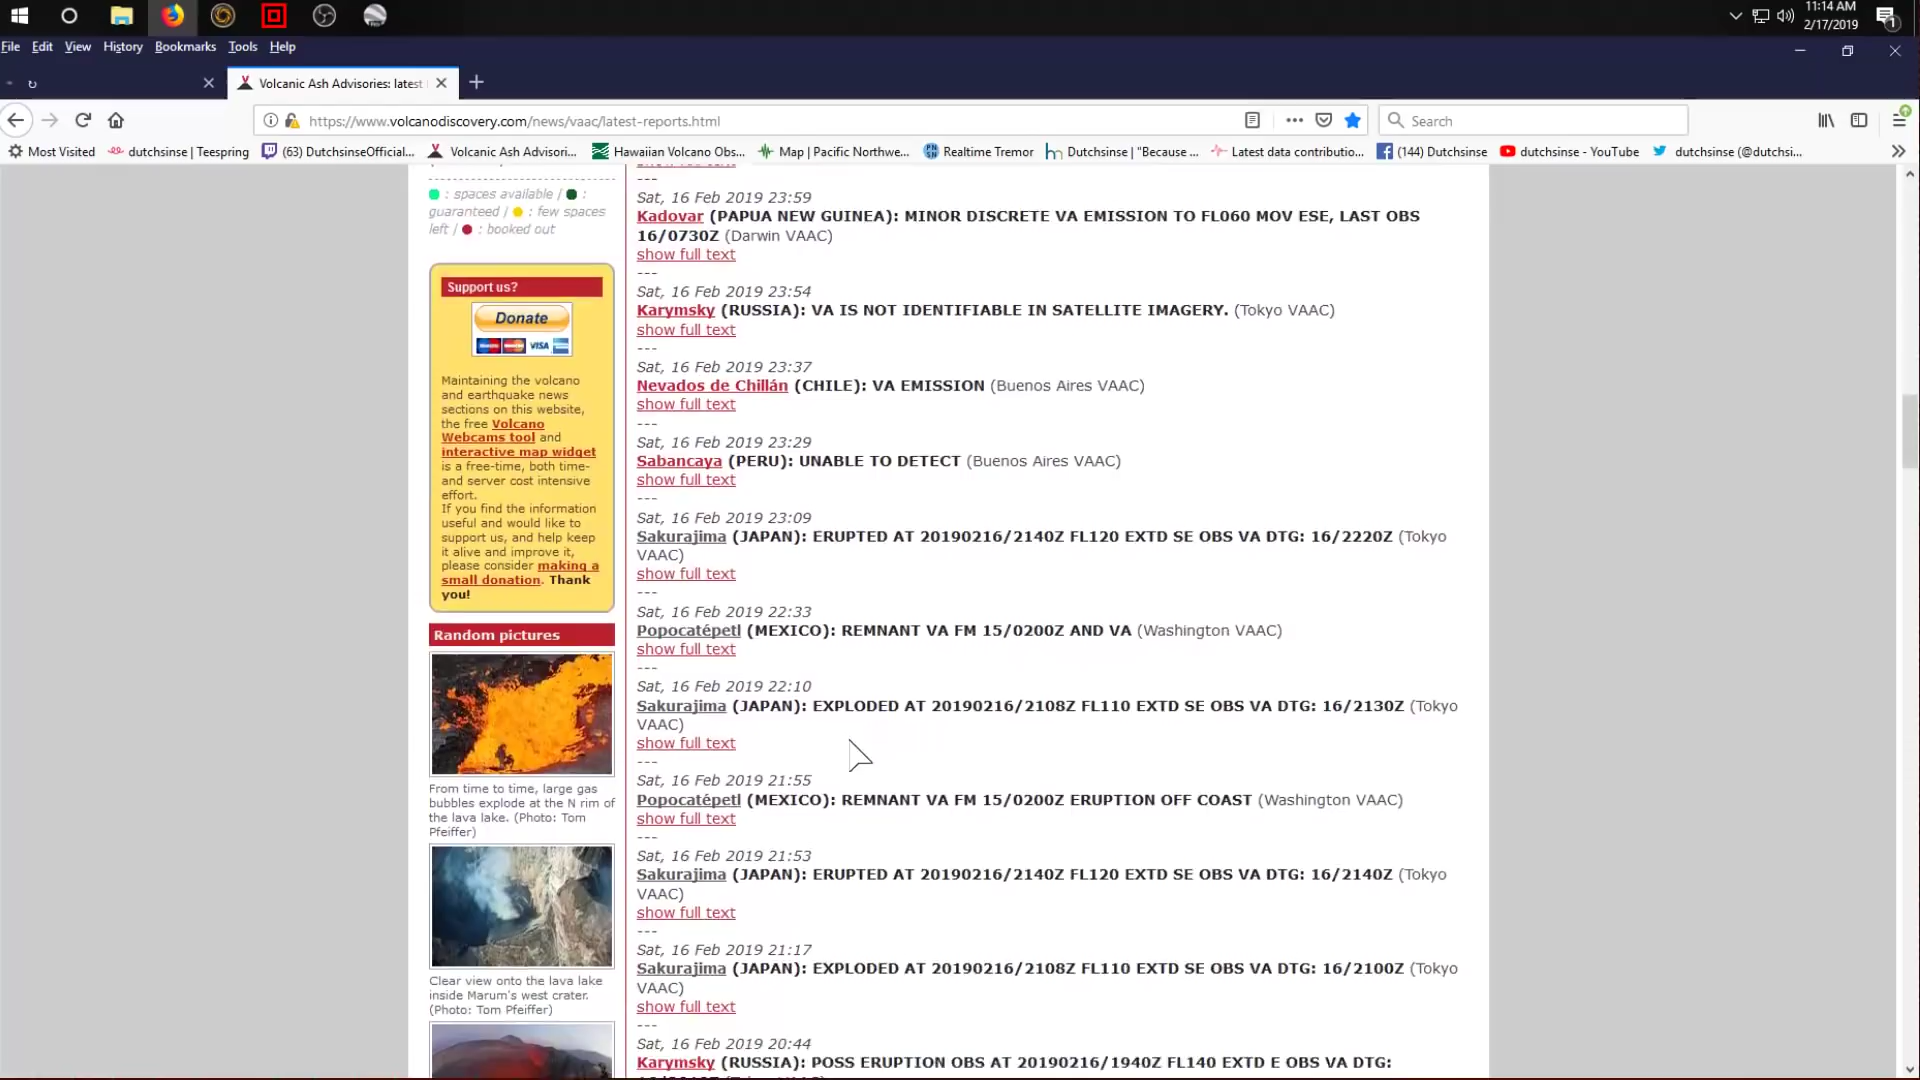 11:14 AM
2/17/2019
1
File Edit View History Bookmarks Tools Help
Volcanic Ash Advisories: latest
https://www.volcanodiscovery.com/news/vaac/latest-reports.html
Search
Most Visited
dutchsinse | Teespring
(63) DutchsinseOfficial...
Volcanic Ash Advisori...
Hawaiian Volcano Obs...
Map | Pacific Northwe...
Realtime Tremor
Dutchsinse | "Because ...
Latest data contributio...
(144) Dutchsinse
dutchsinse - YouTube
dutchsinse (@dutchsi...
: spaces available / :
guaranteed / : few spaces
left / : booked out
Support us?
Donate
VISA
Maintaining the volcano
and earthquake news
sections on this website,
the free Volcano
Webcams tool and
interactive map widget
is a free-time, both time-
and server cost intensive
effort.
If you find the information
useful and would like to
support us, and help keep
it alive and improve it,
please consider making a
small donation. Thank
you!
Random pictures
From time to time, large gas
bubbles explode at the N rim of
the lava lake. (Photo: Tom
Pfeiffer)
Clear view onto the lava lake
inside Marum's west crater.
(Photo: Tom Pfeiffer)
show full text
---
Sat, 16 Feb 2019 23:59
Kadovar (PAPUA NEW GUINEA): MINOR DISCRETE VA EMISSION TO FL060 MOV ESE, LAST OBS
16/0730Z (Darwin VAAC)
show full text
---
Sat, 16 Feb 2019 23:54
Karymsky (RUSSIA): VA IS NOT IDENTIFIABLE IN SATELLITE IMAGERY. (Tokyo VAAC)
show full text
---
Sat, 16 Feb 2019 23:37
Nevados de Chillán (CHILE): VA EMISSION (Buenos Aires VAAC)
show full text
---
Sat, 16 Feb 2019 23:29
Sabancaya (PERU): UNABLE TO DETECT (Buenos Aires VAAC)
show full text
---
Sat, 16 Feb 2019 23:09
Sakurajima (JAPAN): ERUPTED AT 20190216/2140Z FL120 EXTD SE OBS VA DTG: 16/2220Z (Tokyo
VAAC)
show full text
---
Sat, 16 Feb 2019 22:33
Popocatépetl (MEXICO): REMNANT VA FM 15/0200Z AND VA (Washington VAAC)
show full text
---
Sat, 16 Feb 2019 22:10
Sakurajima (JAPAN): EXPLODED AT 20190216/2108Z FL110 EXTD SE OBS VA DTG: 16/2130Z (Tokyo
VAAC)
show full text
---
Sat, 16 Feb 2019 21:55
Popocatépetl (MEXICO): REMNANT VA FM 15/0200Z ERUPTION OFF COAST (Washington VAAC)
show full text
---
Sat, 16 Feb 2019 21:53
Sakurajima (JAPAN): ERUPTED AT 20190216/2140Z FL120 EXTD SE OBS VA DTG: 16/2140Z (Tokyo
VAAC)
show full text
---
Sat, 16 Feb 2019 21:17
Sakurajima (JAPAN): EXPLODED AT 20190216/2108Z FL110 EXTD SE OBS VA DTG: 16/2100Z (Tokyo
VAAC)
show full text
---
Sat, 16 Feb 2019 20:44
Karymsky (RUSSIA): POSS ERUPTION OBS AT 20190216/1940Z FL140 EXTD E OBS VA DTG: